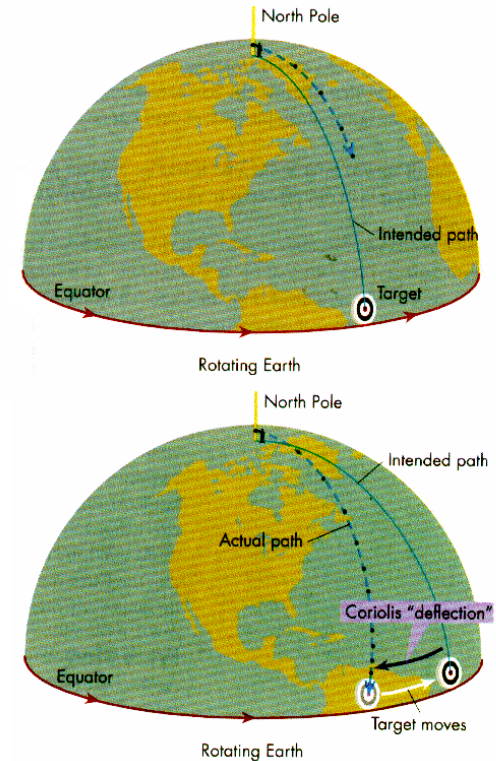 North Pole
Intended path
Equator
Target
Rotating Earth
North Pole
Intended path
Actual path
Coriolis "deflection"
Equator
Target moves
Rotating Earth